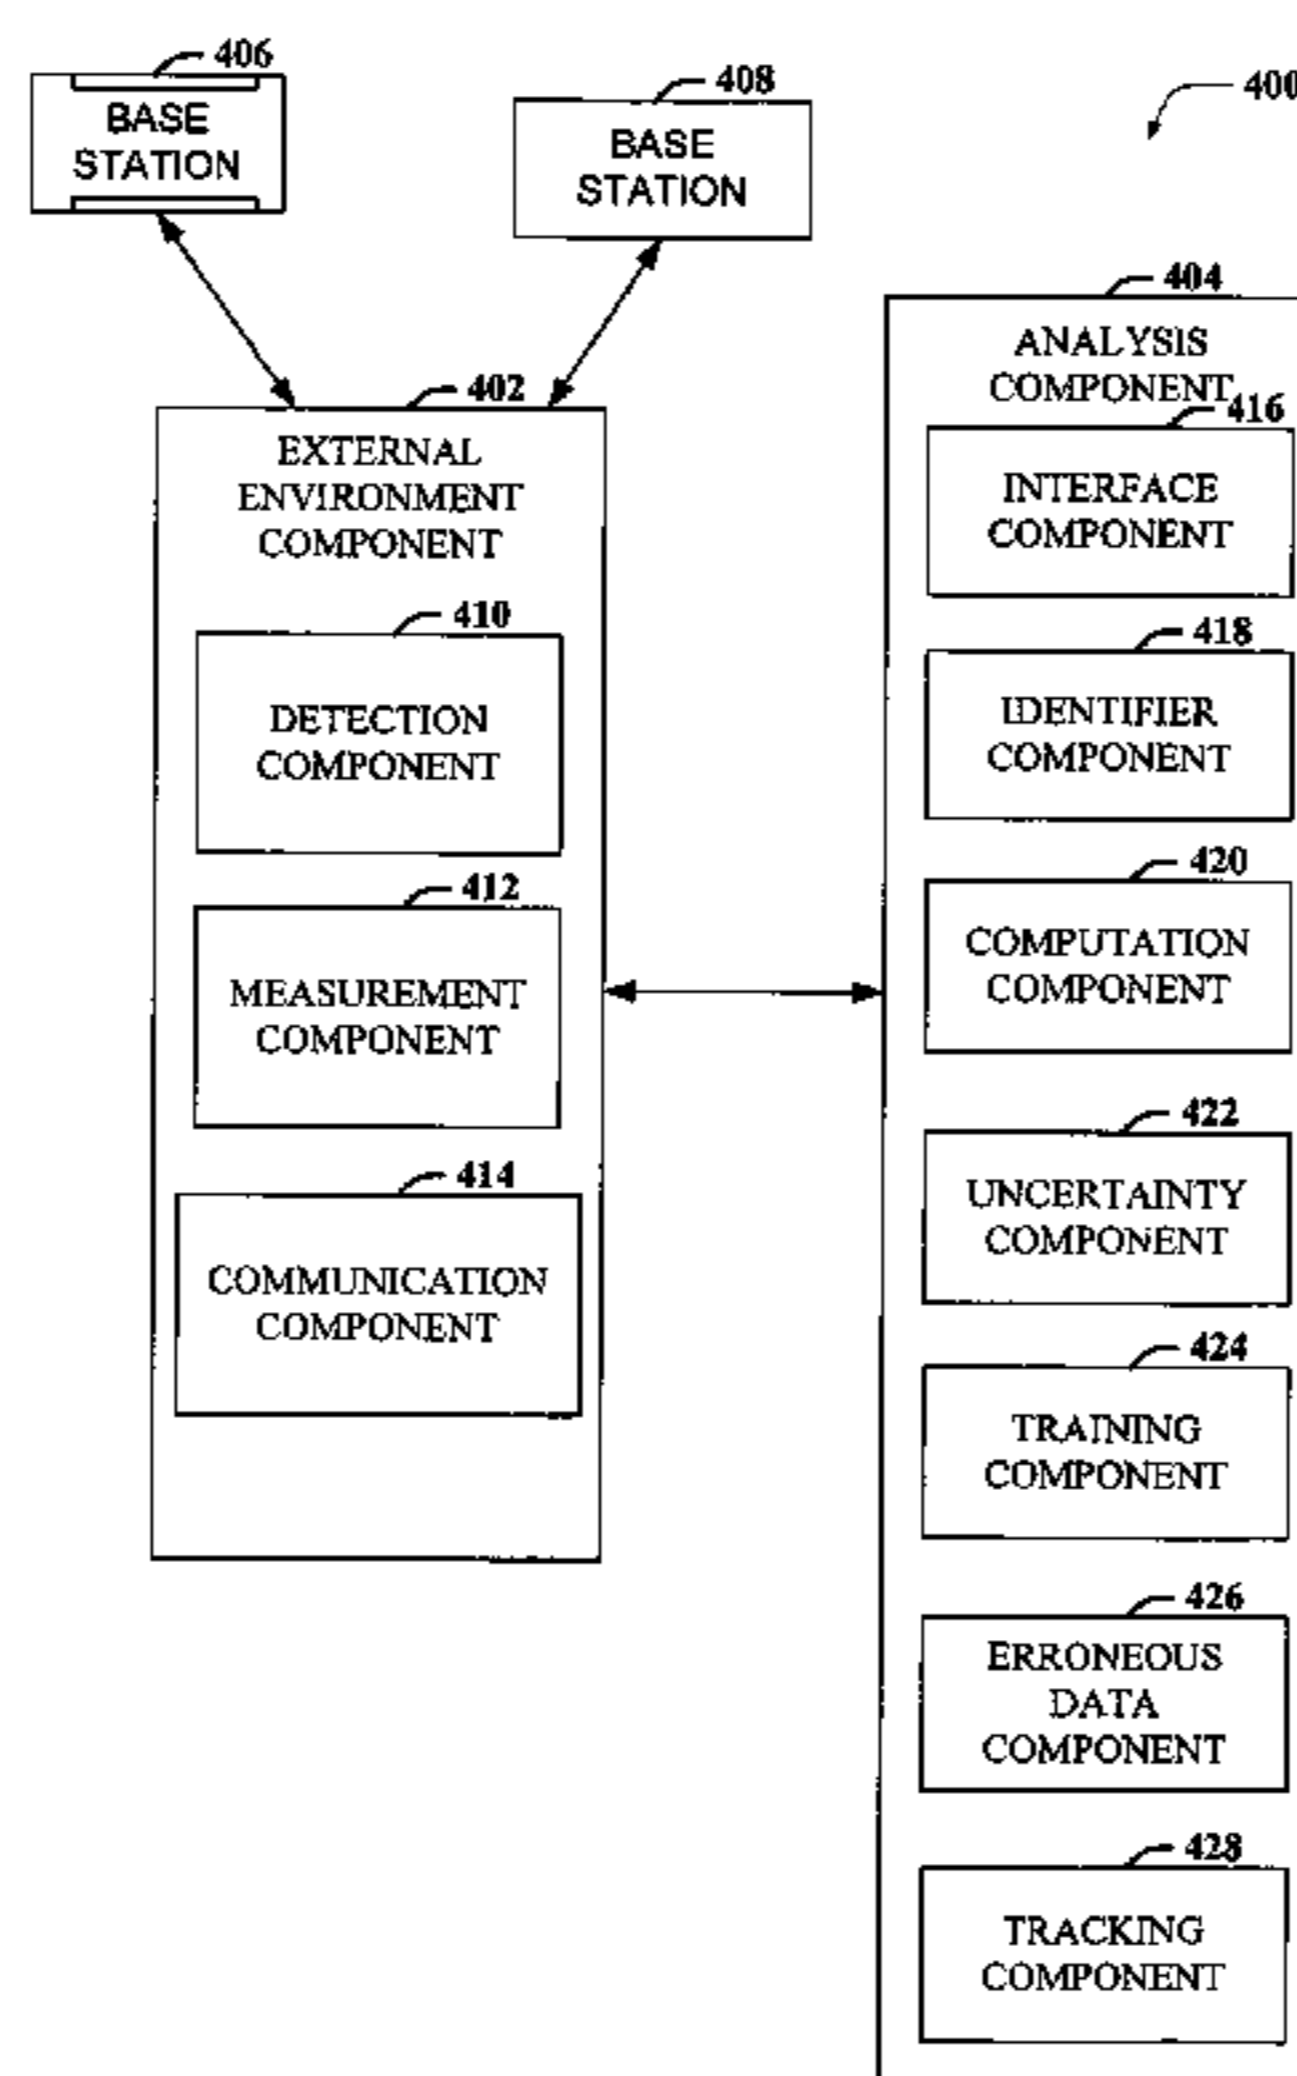 406
BASE
STATION
408
BASE
STATION
400
402
EXTERNAL
ENVIRONMENT
COMPONENT
410
DETECTION
COMPONENT
412
MEASUREMENT
COMPONENT
414
COMMUNICATION
COMPONENT
404
ANALYSIS
COMPONENT
416
INTERFACE
COMPONENT
418
IDENTIFIER
COMPONENT
420
COMPUTATION
COMPONENT
422
UNCERTAINTY
COMPONENT
424
TRAINING
COMPONENT
426
ERRONEOUS
DATA
COMPONENT
428
TRACKING
COMPONENT